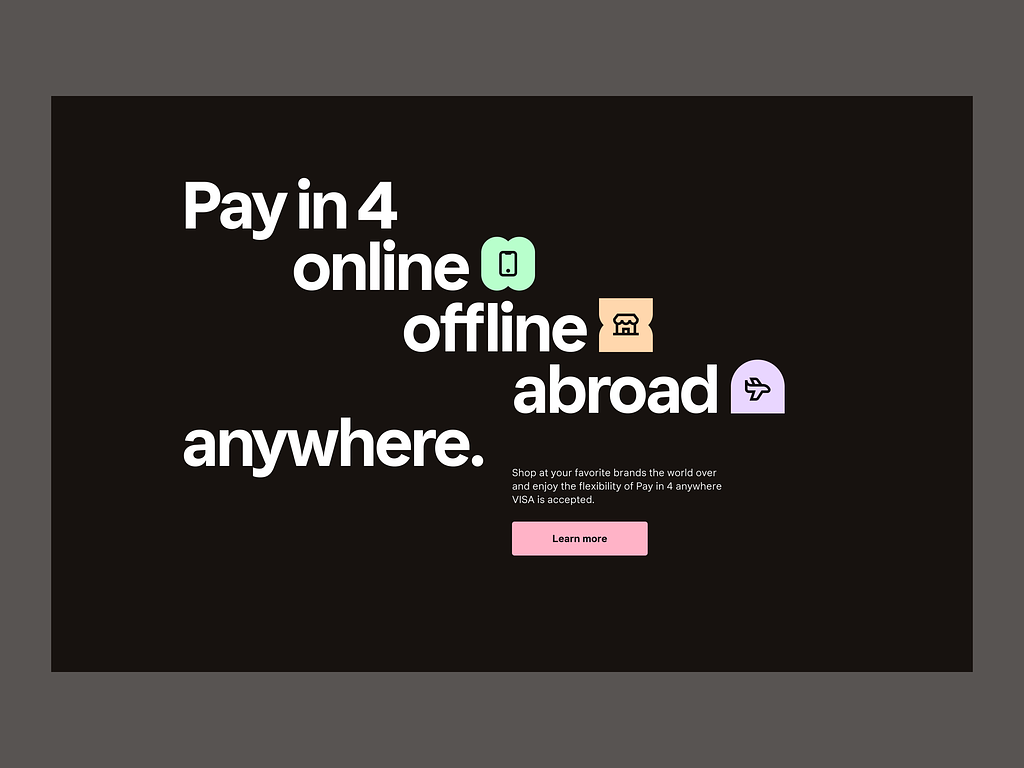 Pay in 4
online
offline
abroad
anywhere.
Shop at your favorite brands the world over
and enjoy the flexibility of Pay in 4 anywhere
VISA is accepted.
Learn more